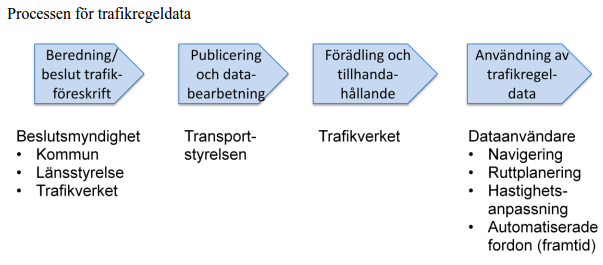 Processen för trafikregeldata
Beredning/
beslut trafik-
föreskrift
Publicering
och data-
bearbetning
Förädling och
tillhanda-
hållande
Användning av
trafikregel-
data
Beslutsmyndighet
• Kommun
• Länsstyrelse
• Trafikverket
Transport-
styrelsen
Trafikverket
Dataanvändare
• Navigering
• Ruttplanering
• Hastighets-
anpassning
• Automatiserade
fordon (framtid)